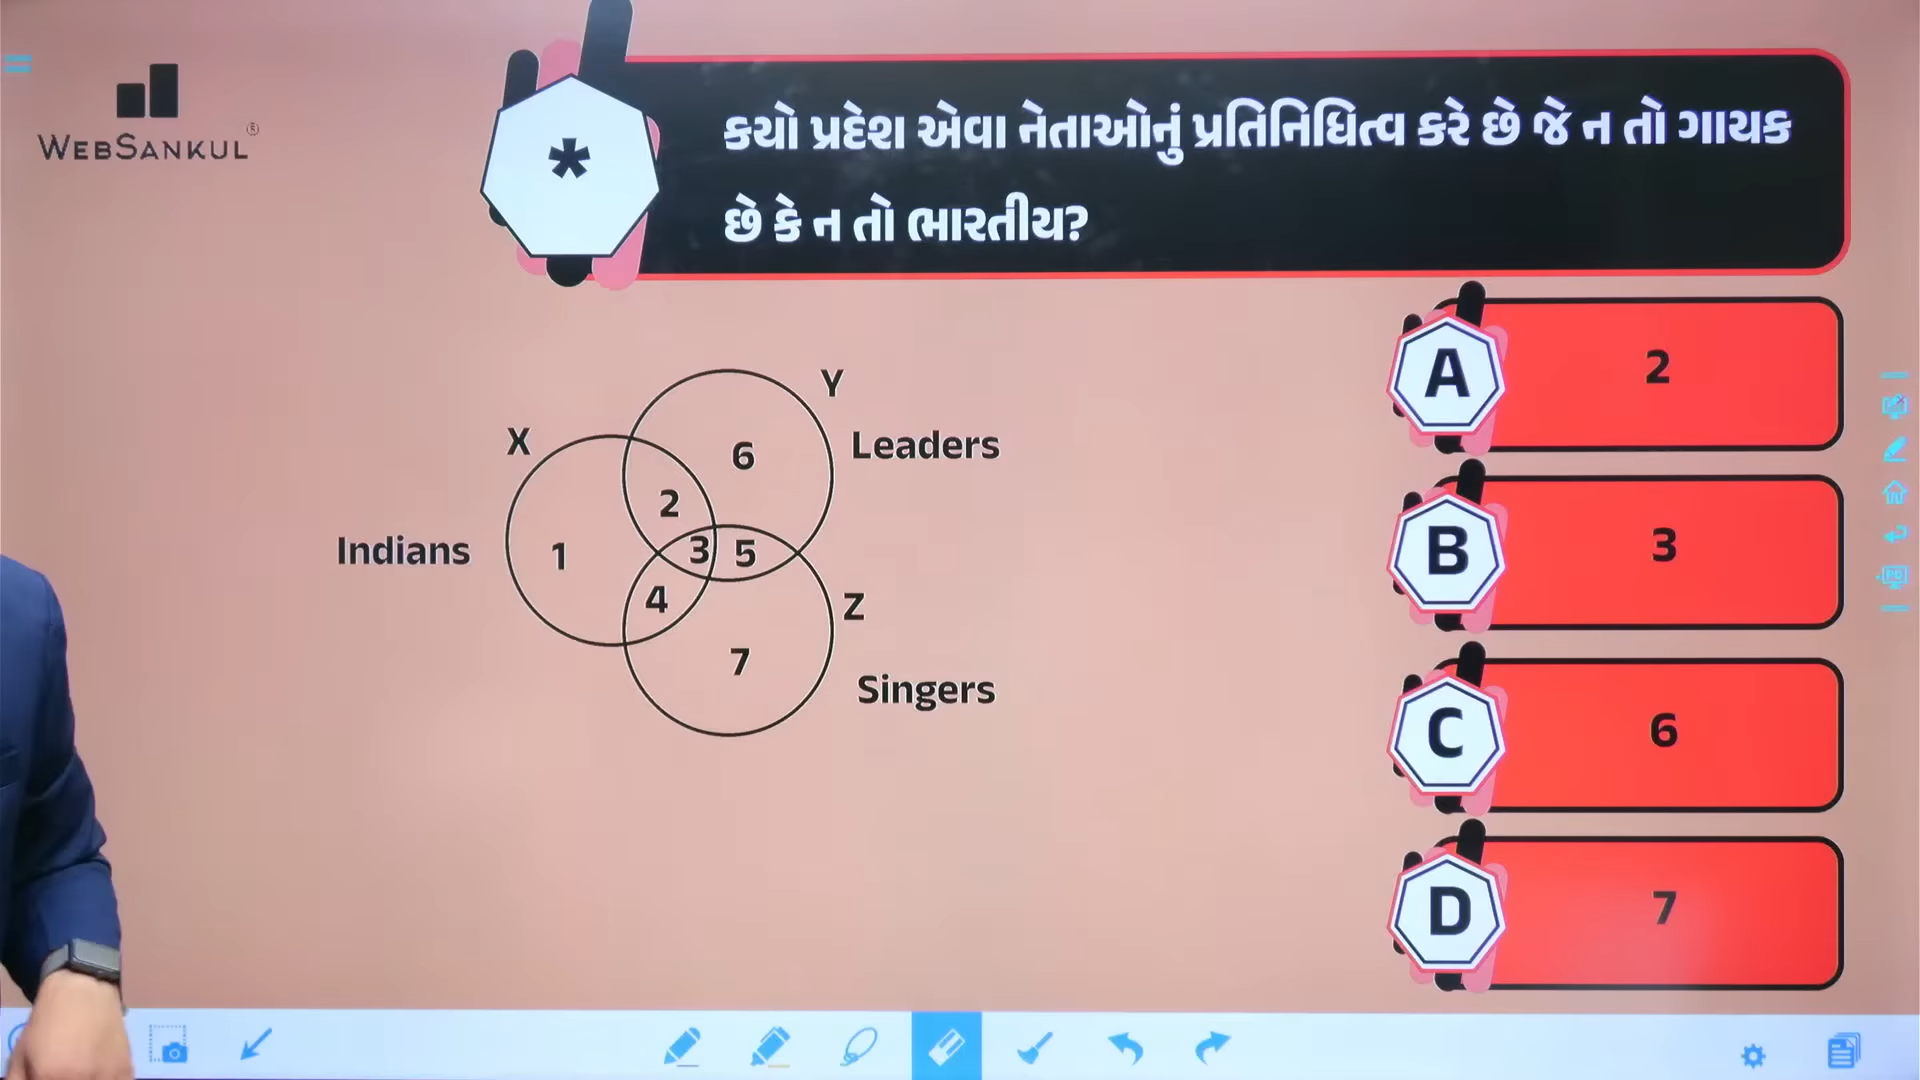 WEBSANKUL®
*
કયો પ્રદેશ એવા નેતાઓનું પ્રતિનિધિત્વ કરે છે જે ન તો ગાયક
છે કે ન તો ભારતીય?
X
Y
Leaders
Indians
6
2
1
3
5
4
Z
7
Singers
A
2
B
3
C
6
D
7